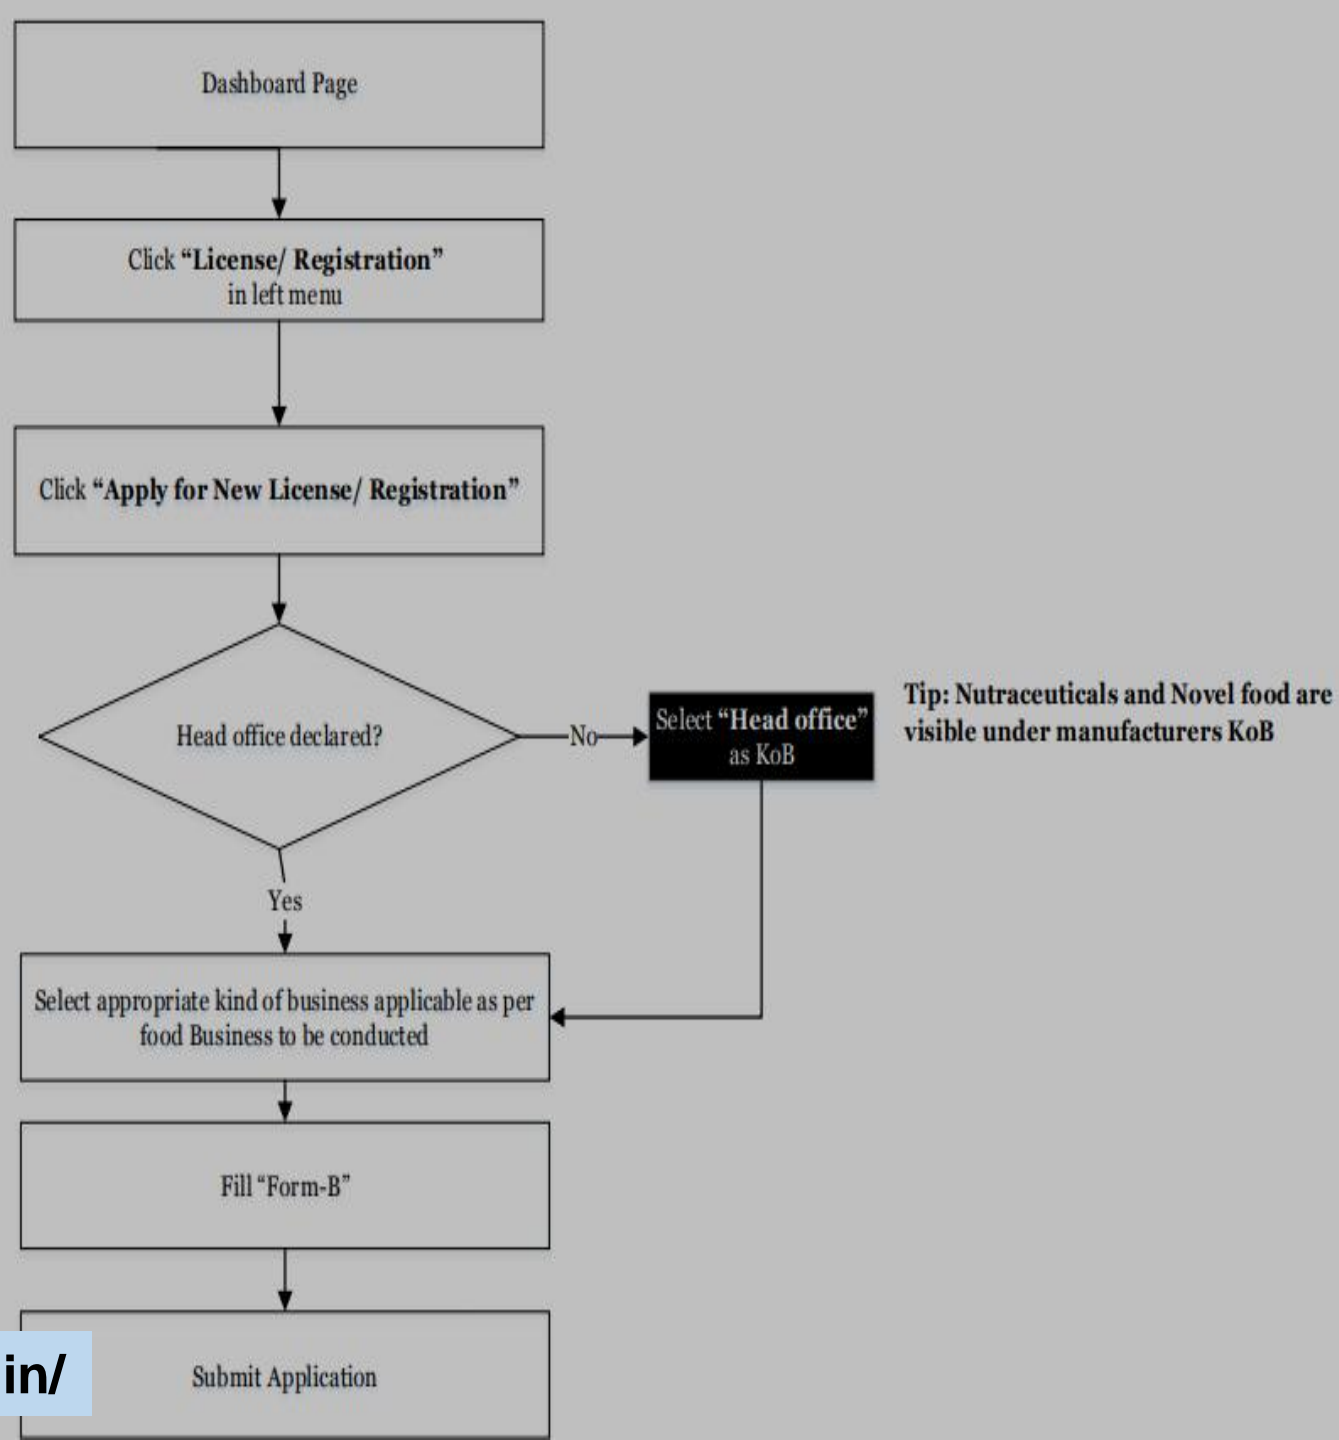 Dashboard Page
Click “License/ Registration”
in left menu
Click “Apply for New License/ Registration”
Head office declared?
No
Select “Head office”
as KoB
Tip: Nutraceuticals and Novel food are
visible under manufacturers KoB
Yes
Select appropriate kind of business applicable as per
food Business to be conducted
Fill “Form-B”
Submit Application
in/